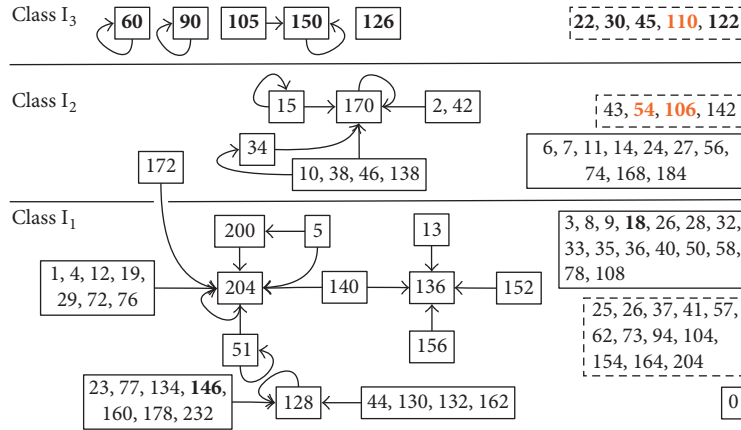 Class I3
60
90
105
150
126
22, 30, 45, 110, 122
Class I2
15
170
2, 42
43, 54, 106, 142
34
10, 38, 46, 138
6, 7, 11, 14, 24, 27, 56,
74, 168, 184
172
Class I1
200
5
13
3, 8, 9, 18, 26, 28, 32,
33, 35, 36, 40, 50, 58,
78, 108
1, 4, 12, 19,
29, 72, 76
204
140
136
152
156
25, 26, 37, 41, 57,
62, 73, 94, 104,
154, 164, 204
51
23, 77, 134, 146,
160, 178, 232
128
44, 130, 132, 162
0